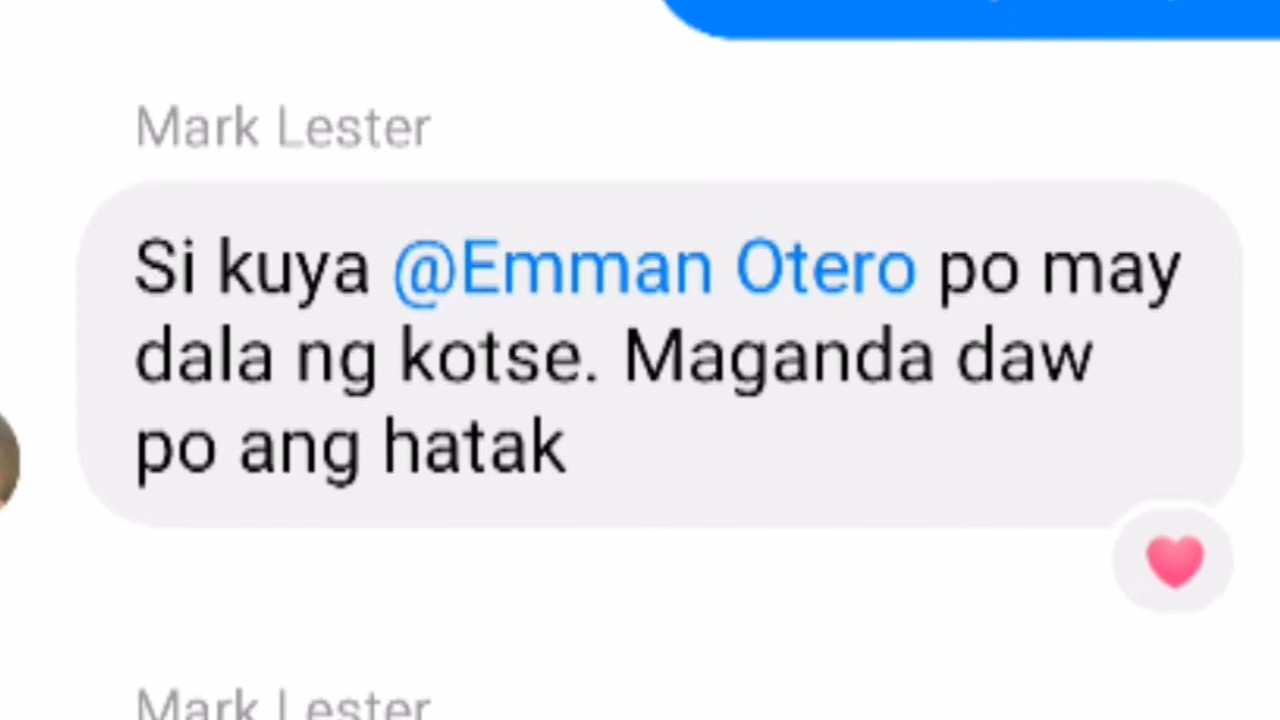 Mark Lester
Si kuya @Emman Otero po may
dala ng kotse. Maganda daw
po ang hatak
Mark Lester